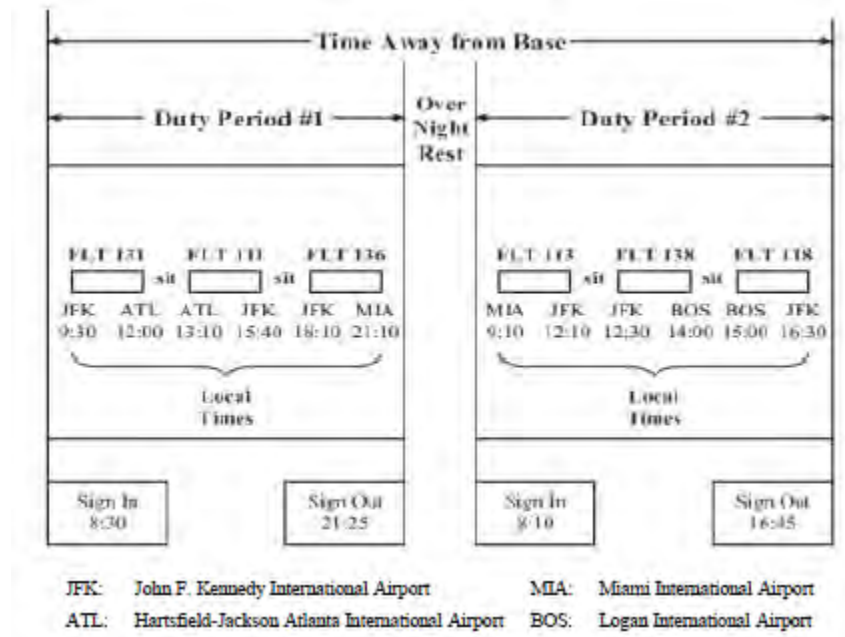 Time Away from Base
Duty Period #1
Over
Night
Rest
Duty Period #2
FLT 131 sit FLT 111 sit FLT 136
JFK ATL ATL JFK JFK MIA
9:30 12:00 13:10 15:40 18:10 21:10
Local
Times
Sign In
8:30
Sign Out
21:25
FLT 113 sit FLT 138 sit FLT 118
MIA JFK JFK BOS BOS JFK
9:10 12:10 12:30 14:00 15:00 16:30
Local
Times
Sign In
8:10
Sign Out
16:45
JFK: John F. Kennedy International Airport MIA: Miami International Airport
ATL: Hartsfield-Jackson Atlanta International Airport BOS: Logan International Airport